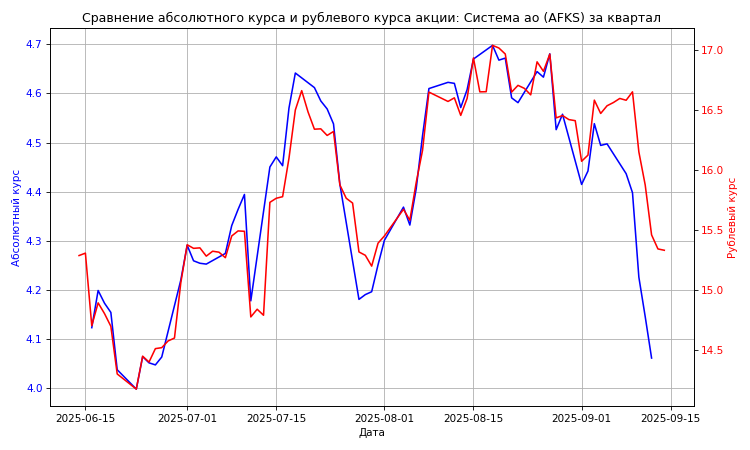 Сравнение абсолютного курса и рублевого курса акции: Система ао (AFKS) за квартал
Абсолютный курс
4.7
4.6
4.5
4.4
4.3
4.2
4.1
4.0
17.0
16.5
16.0
15.5
15.0
14.5
Рублевый курс
2025-06-15 2025-07-01 2025-07-15 2025-08-01 2025-08-15 2025-09-01 2025-09-15
Дата